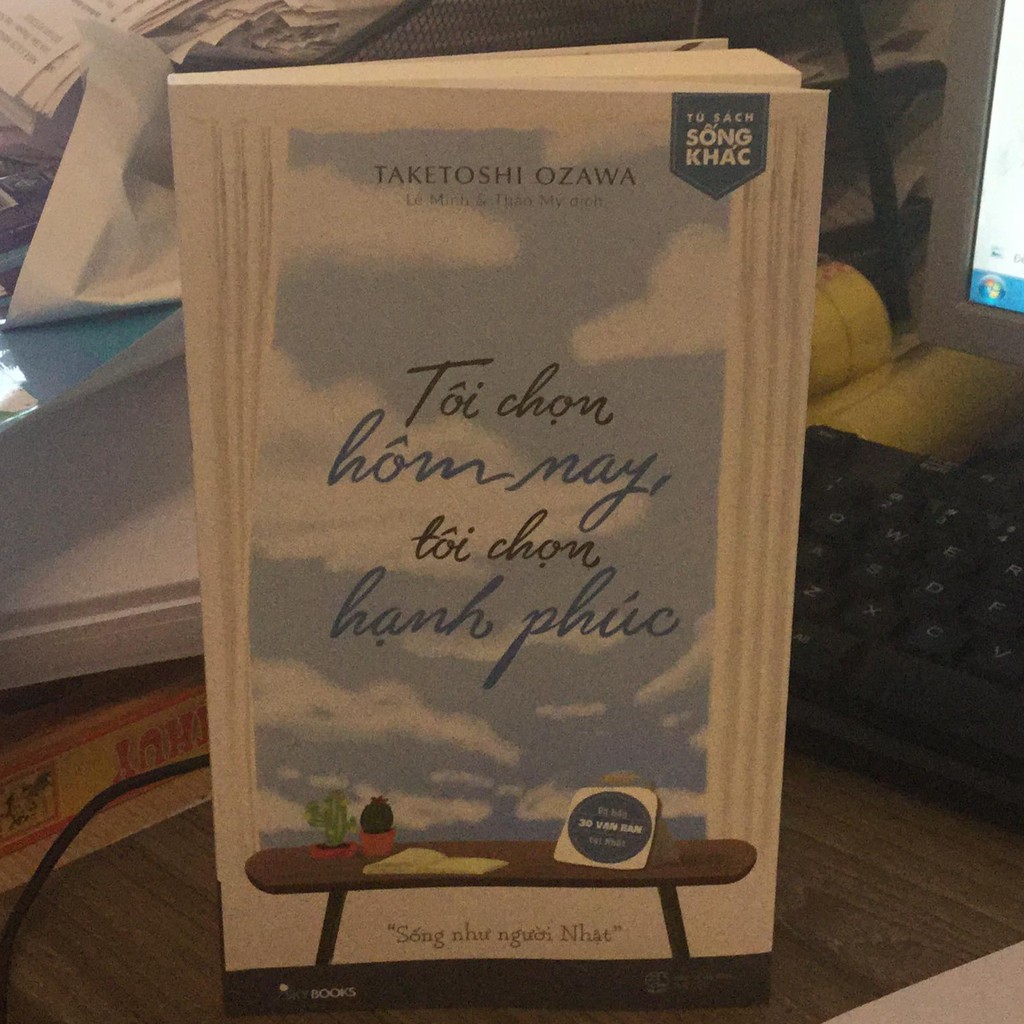 TỦ SÁCH
SỐNG
KHÁC
TAKETOSHI OZAWA
Lê Minh & Thảo My dịch
Tôi chọn
hôm nay,
tôi chọn
hạnh phúc
Đã bán
30 VẠN BẢN
tại Nhật
"Sống như người Nhật"
SKYBOOKS